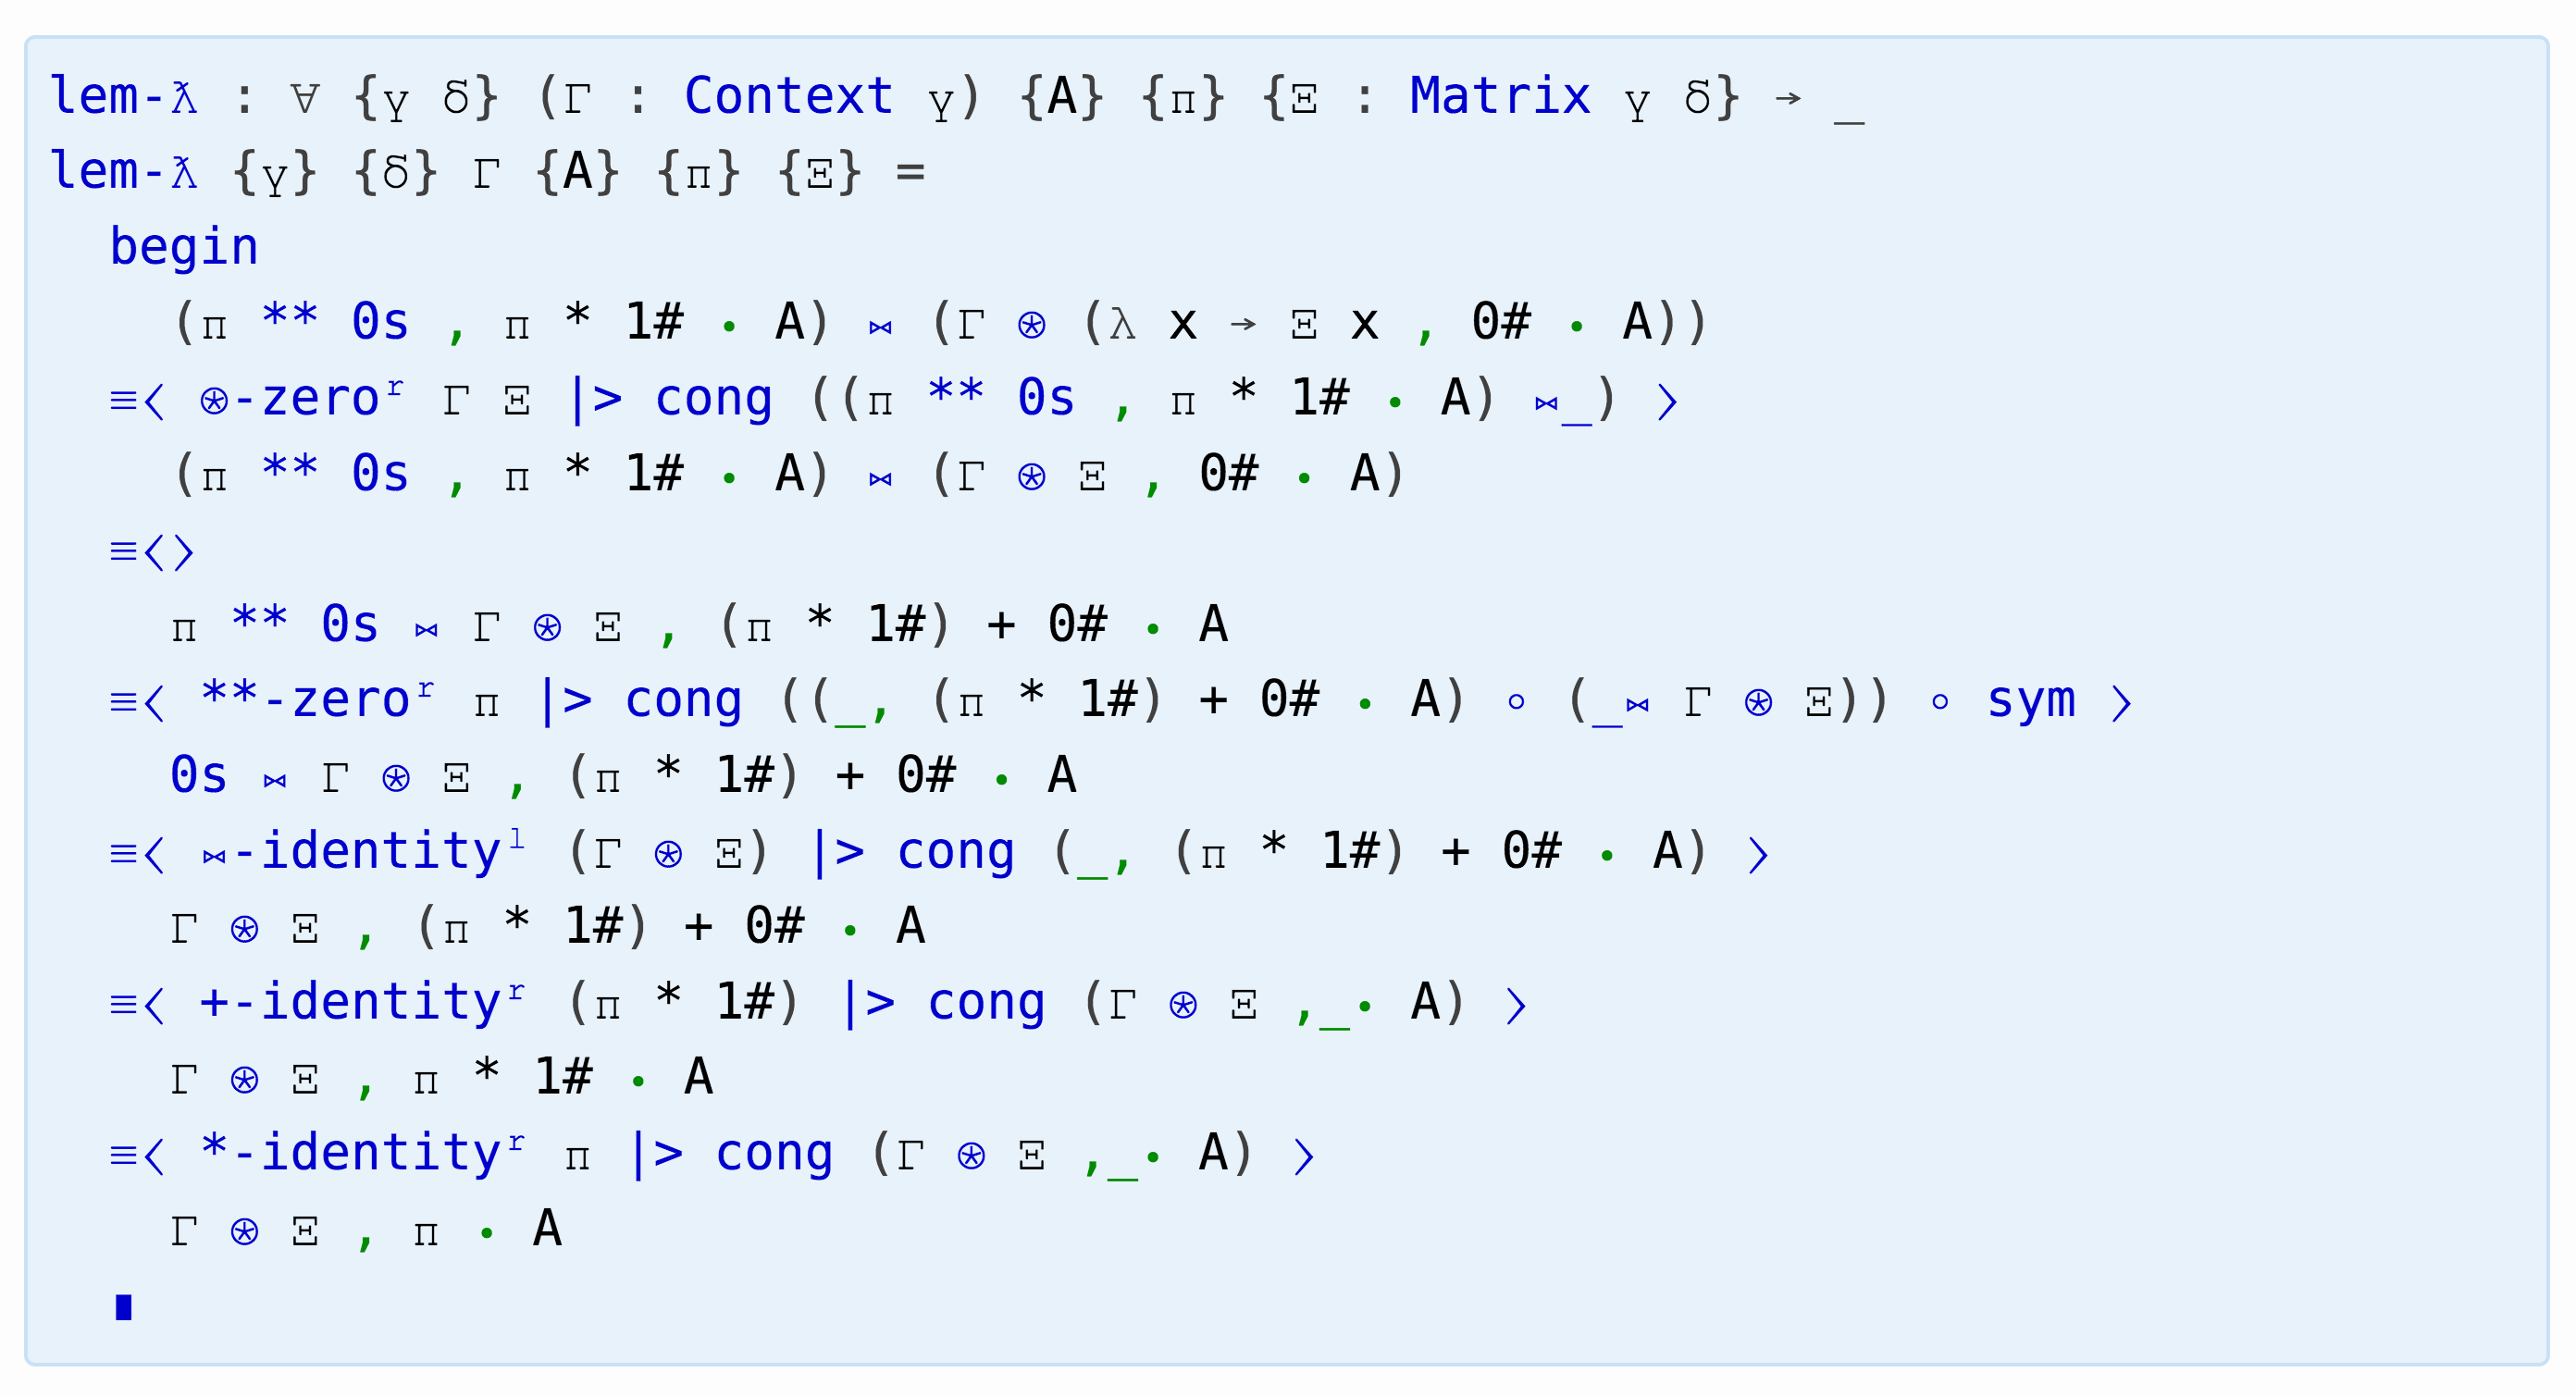 lem-ƛ : ∀ {γ δ} (Γ : Context γ) {A} {π} {Ξ : Matrix γ δ} → _
lem-ƛ {γ} {δ} Γ {A} {π} {Ξ} =
begin
(π ** 0s , π * 1# ∙ A) ⋈ (Γ ⊛ (λ x → Ξ x , 0# ∙ A))
≡⟨ ⊛-zeroʳ Γ Ξ |> cong ((π ** 0s , π * 1# ∙ A) ⋈_) ⟩
(π ** 0s , π * 1# ∙ A) ⋈ (Γ ⊛ Ξ , 0# ∙ A)
≡⟨⟩
π ** 0s ⋈ Γ ⊛ Ξ , (π * 1#) + 0# ∙ A
≡⟨ **-zeroʳ π |> cong ((_, (π * 1#) + 0# ∙ A) ∘ (_⋈ Γ ⊛ Ξ)) ∘ sym ⟩
0s ⋈ Γ ⊛ Ξ , (π * 1#) + 0# ∙ A
≡⟨ ⋈-identityˡ (Γ ⊛ Ξ) |> cong (_, (π * 1#) + 0# ∙ A) ⟩
Γ ⊛ Ξ , (π * 1#) + 0# ∙ A
≡⟨ +-identityʳ (π * 1#) |> cong (Γ ⊛ Ξ ,_∙ A) ⟩
Γ ⊛ Ξ , π * 1# ∙ A
≡⟨ *-identityʳ π |> cong (Γ ⊛ Ξ ,_∙ A) ⟩
Γ ⊛ Ξ , π ∙ A
∎